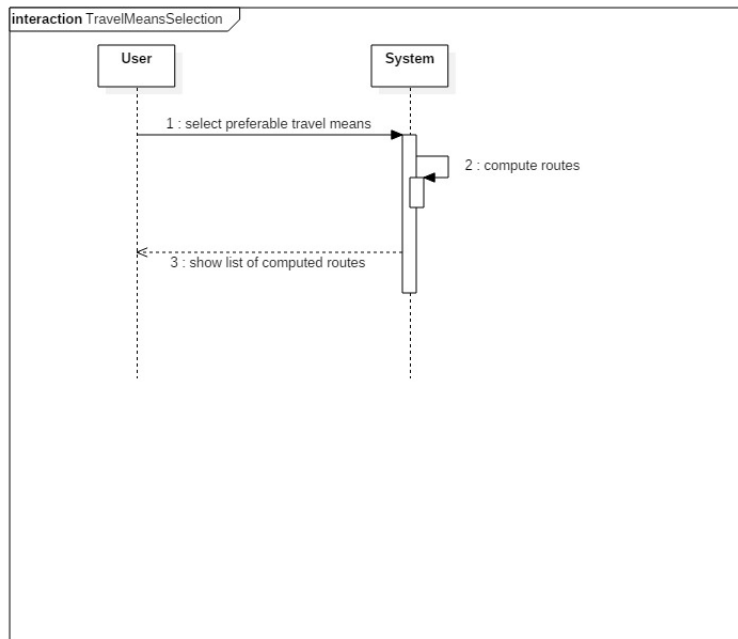 interaction TravelMeansSelection
User
System
1 : select preferable travel means
2 : compute routes
3 : show list of computed routes